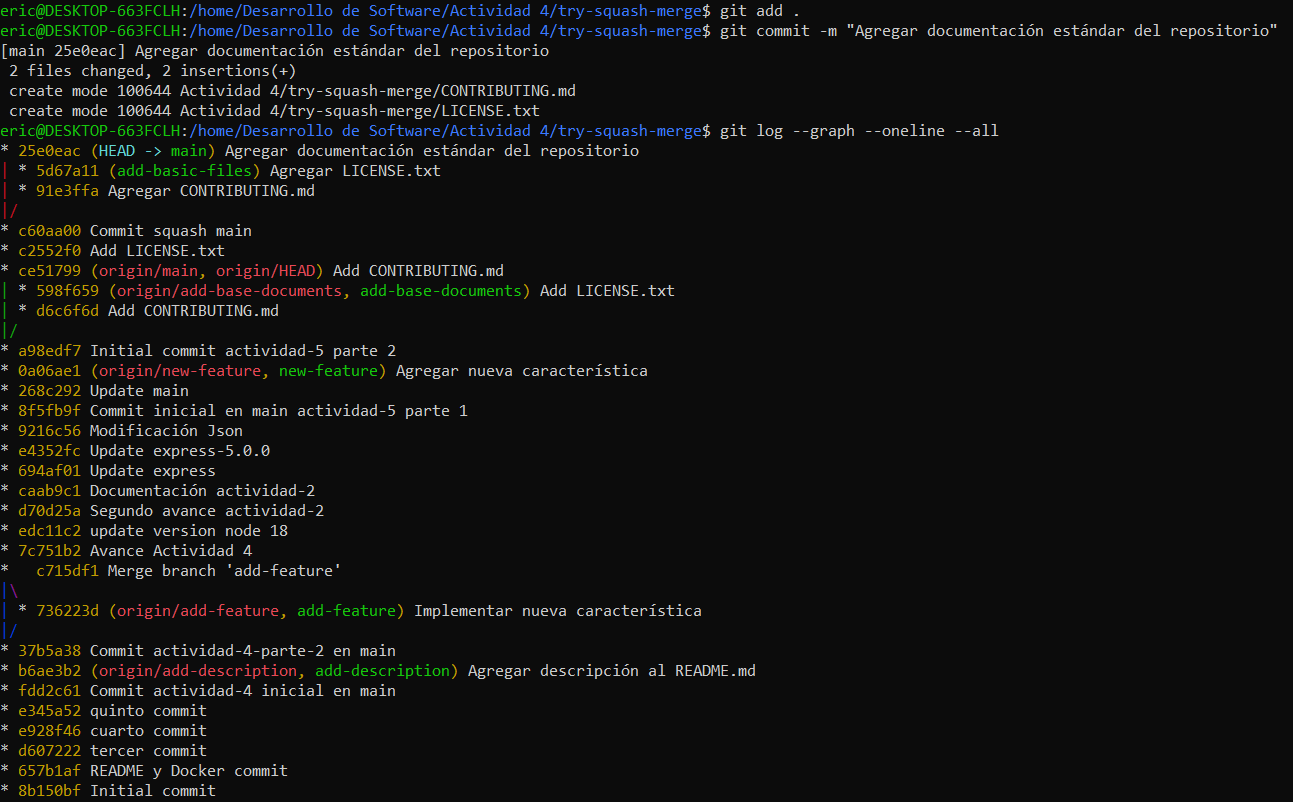 eric@DESKTOP-663FCLH:/home/Desarrollo de Software/Actividad 4/try-squash-merge$ git add .
eric@DESKTOP-663FCLH:/home/Desarrollo de Software/Actividad 4/try-squash-merge$ git commit -m "Agregar documentación estándar del repositorio"
[main 25e0eac] Agregar documentación estándar del repositorio
 2 files changed, 2 insertions(+)
 create mode 100644 Actividad 4/try-squash-merge/CONTRIBUTING.md
 create mode 100644 Actividad 4/try-squash-merge/LICENSE.txt
eric@DESKTOP-663FCLH:/home/Desarrollo de Software/Actividad 4/try-squash-merge$ git log --graph --oneline --all
* 25e0eac (HEAD -> main) Agregar documentación estándar del repositorio
| * 5d67a11 (add-basic-files) Agregar LICENSE.txt
| * 91e3ffa Agregar CONTRIBUTING.md
|/
* c60aa00 Commit squash main
* c2552f0 Add LICENSE.txt
* ce51799 (origin/main, origin/HEAD) Add CONTRIBUTING.md
| * 598f659 (origin/add-base-documents, add-base-documents) Add LICENSE.txt
| * d6c6f6d Add CONTRIBUTING.md
|/
* a98edf7 Initial commit actividad-5 parte 2
* 0a06ae1 (origin/new-feature, new-feature) Agregar nueva característica
* 268c292 Update main
* 8f5fb9f Commit inicial en main actividad-5 parte 1
* 9216c56 Modificación Json
* e4352fc Update express-5.0.0
* 694af01 Update express
* caab9c1 Documentación actividad-2
* d70d25a Segundo avance actividad-2
* edc11c2 update version node 18
* 7c751b2 Avance Actividad 4
*   c715df1 Merge branch 'add-feature'
|\
| * 736223d (origin/add-feature, add-feature) Implementar nueva característica
|/
* 37b5a38 Commit actividad-4-parte-2 en main
* b6ae3b2 (origin/add-description, add-description) Agregar descripción al README.md
* fdd2c61 Commit actividad-4 inicial en main
* e345a52 quinto commit
* e928f46 cuarto commit
* d607222 tercer commit
* 657b1af README y Docker commit
* 8b150bf Initial commit